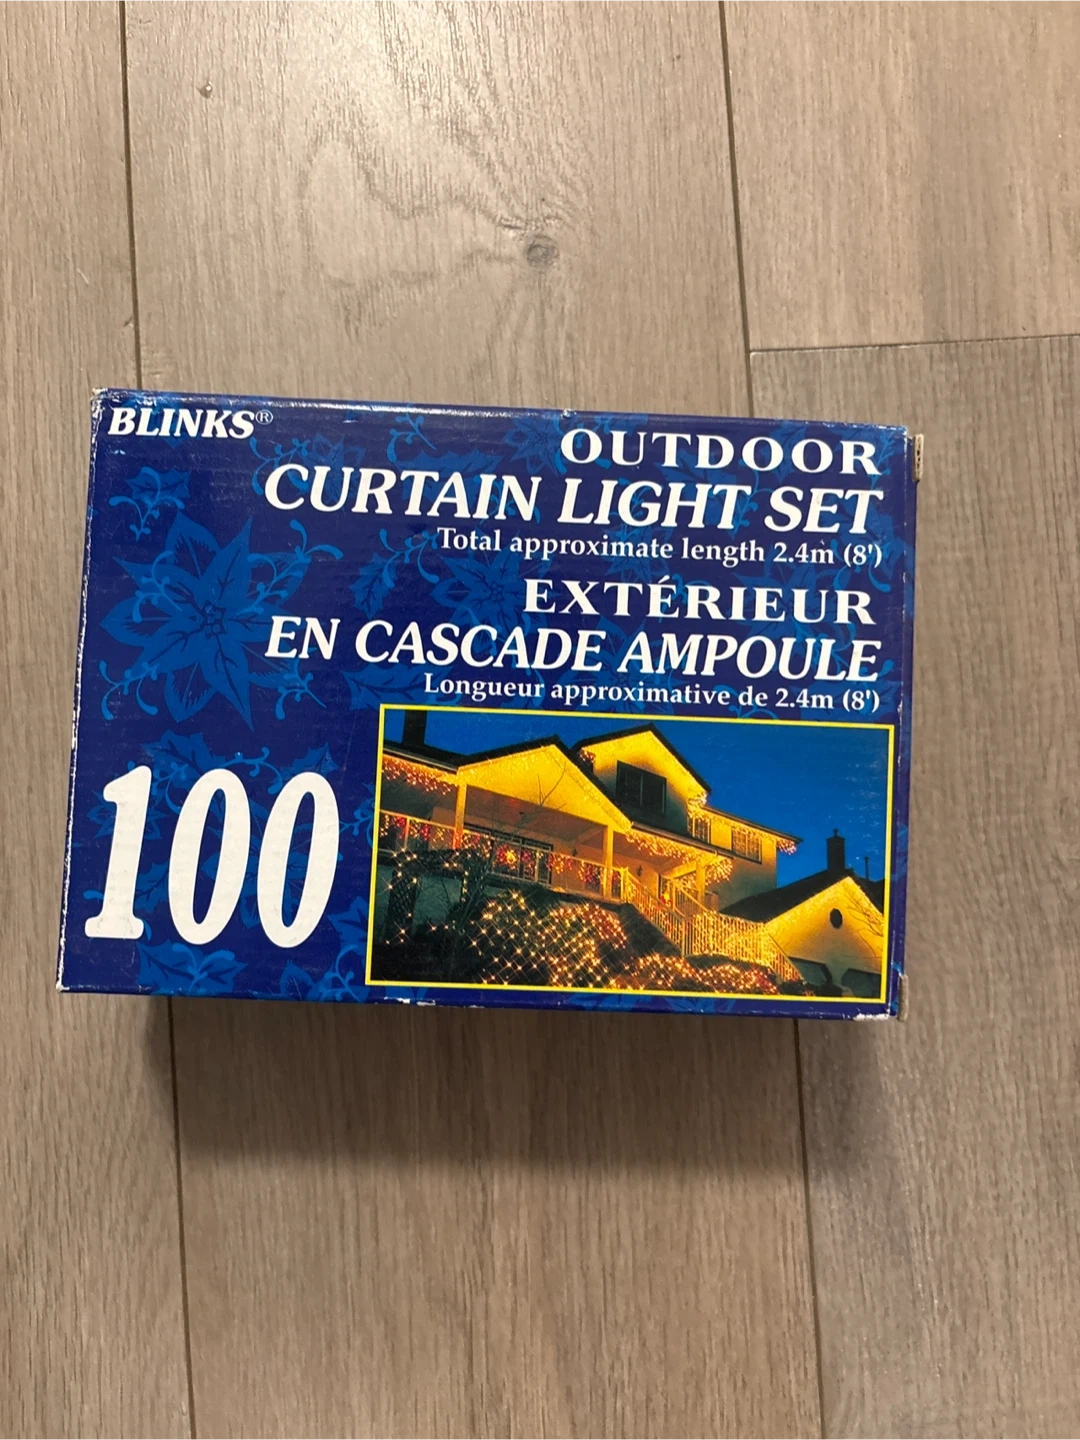 BLINKS®
OUTDOOR
CURTAIN LIGHT SET
Total approximate length 2.4m (8')
EXTÉRIEUR
EN CASCADE AMPOULE
Longueur approximative de 2.4m (8')
100